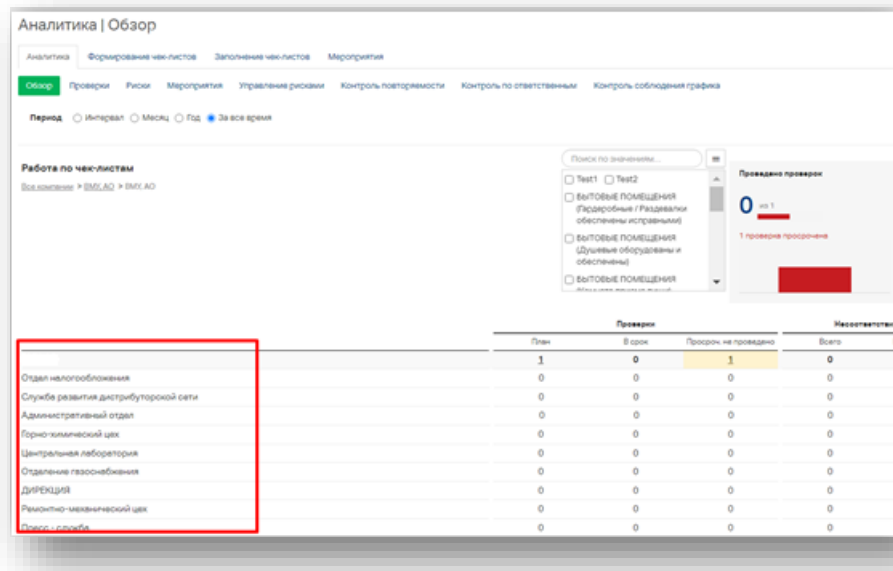 Аналитика | Обзор
Аналитика Формирование чек-листов Заполнение чек-листов Мероприятия
Обзор Проверки Риски Мероприятия Управление рисками Контроль повторяемости Контроль по ответственным Контроль соблюдения графика
Период Интервал Месяц Год За все время
Работа по чек-листам
Все компании > ВМУ, АО > ВМУ, АО
Поиск по значениям...
Test1 Test2
БЫТОВЫЕ ПОМЕЩЕНИЯ
(Гардеробные / Раздевалки
обеспечены исправными)
БЫТОВЫЕ ПОМЕЩЕНИЯ
(Душевые оборудованы и
обеспечены)
БЫТОВЫЕ ПОМЕЩЕНИЯ
Проведено проверок
0 из 1
1 проверка просрочена
Проверки Несоответстви
План В срок Просроч. не проведено Всего
1 0 1 0
Отдел налогообложения 0 0 0 0
Служба развития дистрибуторской сети 0 0 0 0
Административный отдел 0 0 0 0
Горно-химический цех 0 0 0 0
Центральная лаборатория 0 0 0 0
Отделение газоснабжения 0 0 0 0
ДИРЕКЦИЯ 0 0 0 0
Ремонтно-механический цех 0 0 0 0
Пресс - служба 0 0 0 0